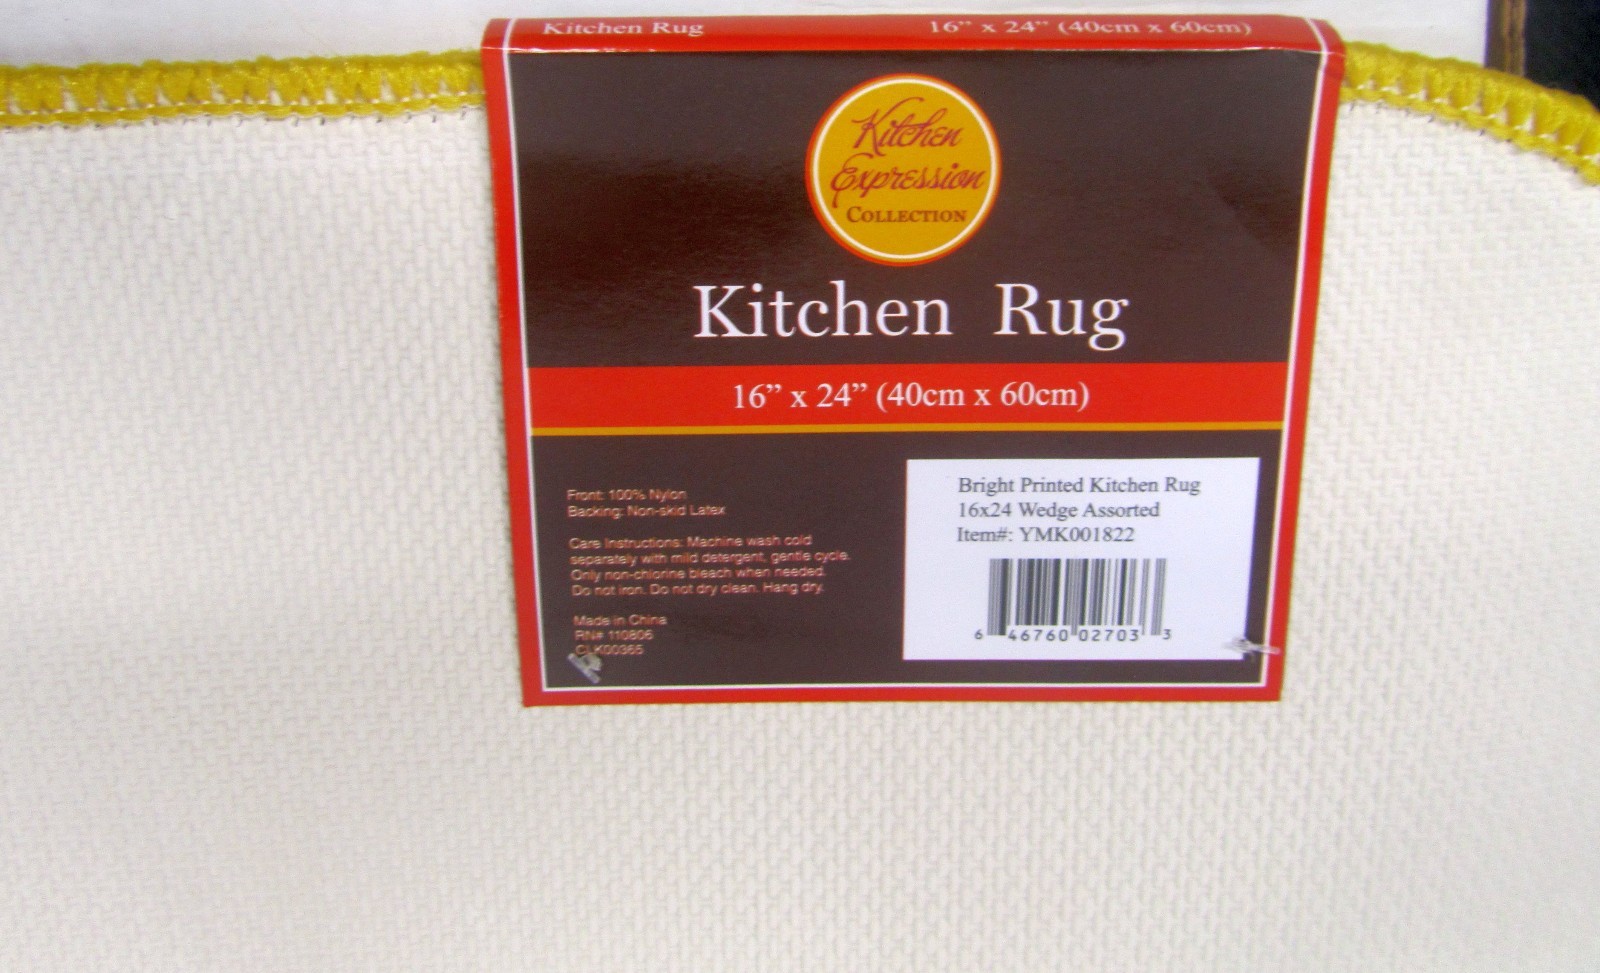 Kitchen Rug 16” x 24” (40cm x 60cm)
Kitchen
Expression
COLLECTION
Kitchen Rug
16” x 24” (40cm x 60cm)
Front: 100% Nylon
Backing: Non-skid Latex
Care Instructions: Machine wash cold
separately with mild detergent, gentle cycle.
Only non-chlorine bleach when needed.
Do not iron. Do not dry clean. Hang dry.
Made in China
RN# 110806
CLK00365
Bright Printed Kitchen Rug
16x24 Wedge Assorted
Item#: YMK001822
6 46760 02703 3